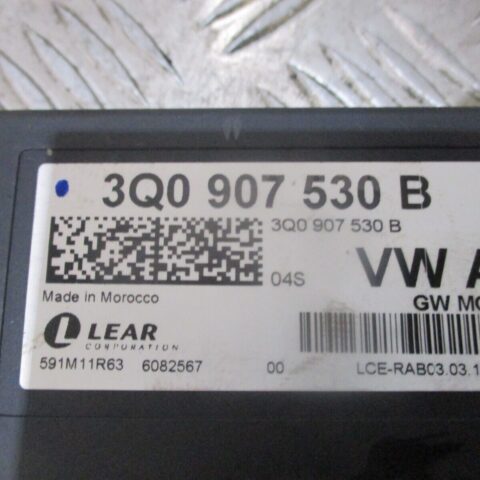 3Q0 907 530 B
3Q0 907 530 B
04S
VW A
GW MO
Made in Morocco
LEAR
CORPORATION
591M11R63 6082567 00 LCE-RAB03.03.1